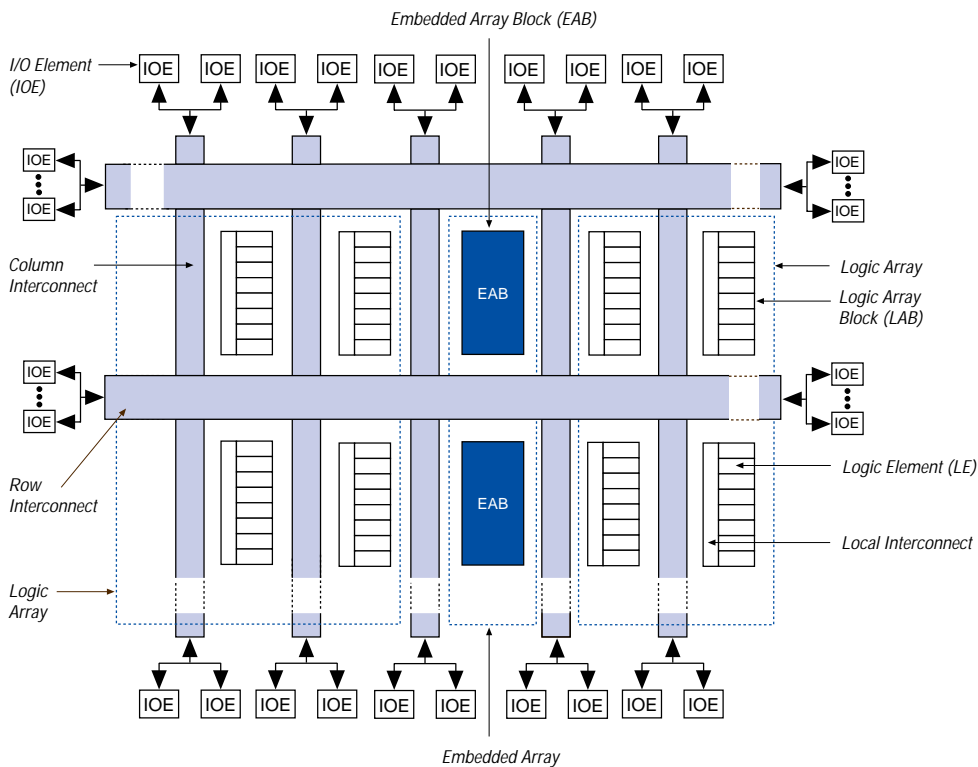 Embedded Array Block (EAB)
I/O Element
(IOE)
IOE IOE IOE IOE IOE IOE IOE IOE IOE IOE
IOE
IOE
IOE
IOE
Column
Interconnect
EAB
Logic Array
Logic Array
Block (LAB)
IOE
IOE
IOE
IOE
Row
Interconnect
EAB
Logic Element (LE)
Local Interconnect
Logic
Array
IOE IOE IOE IOE IOE IOE IOE IOE IOE IOE
Embedded Array